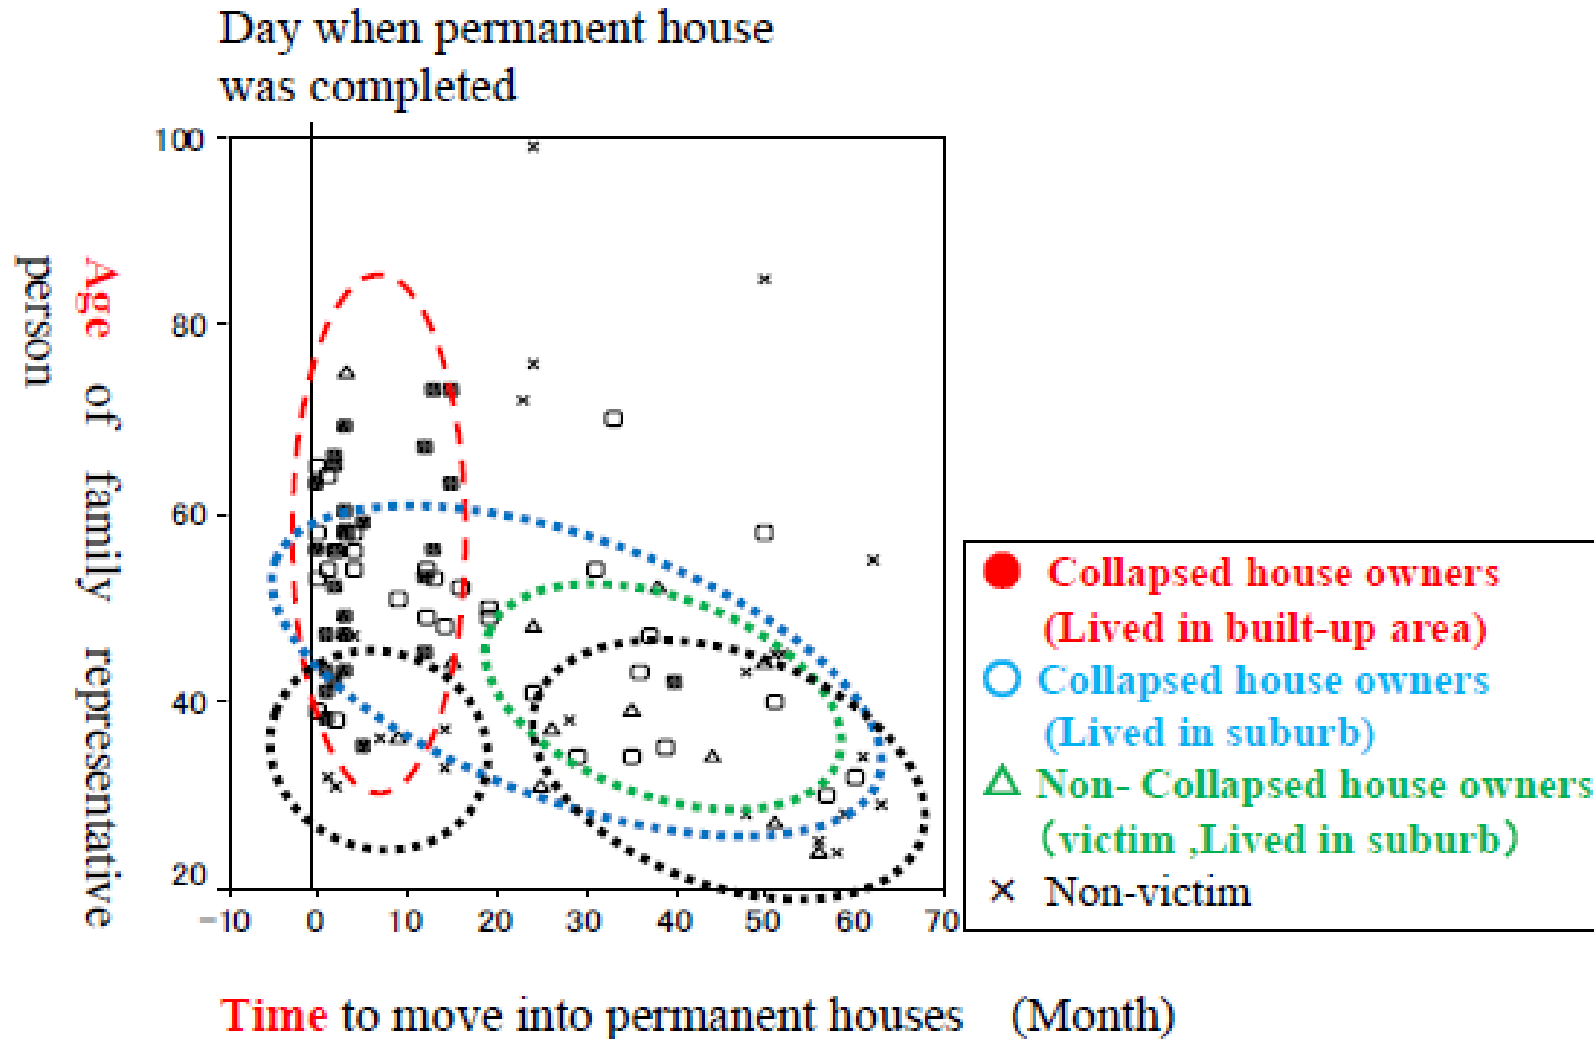 Day when permanent house
was completed
100
80
60
40
20
−10 0 10 20 30 40 50 60 70
Age of family representative
person
Time to move into permanent houses (Month)
Collapsed house owners
(Lived in built-up area)
Collapsed house owners
(Lived in suburb)
Non- Collapsed house owners
(victim ,Lived in suburb)
Non-victim